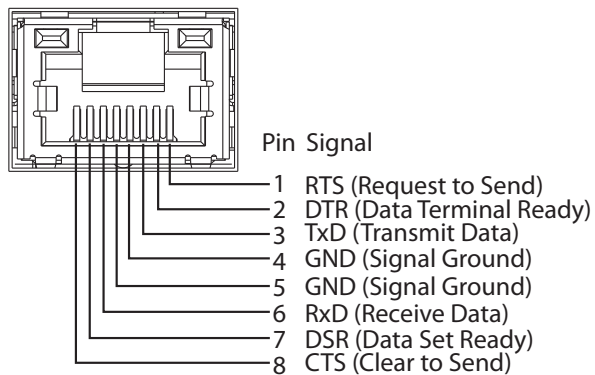 Pin Signal
1 RTS (Request to Send)
2 DTR (Data Terminal Ready)
3 TxD (Transmit Data)
4 GND (Signal Ground)
5 GND (Signal Ground)
6 RxD (Receive Data)
7 DSR (Data Set Ready)
8 CTS (Clear to Send)